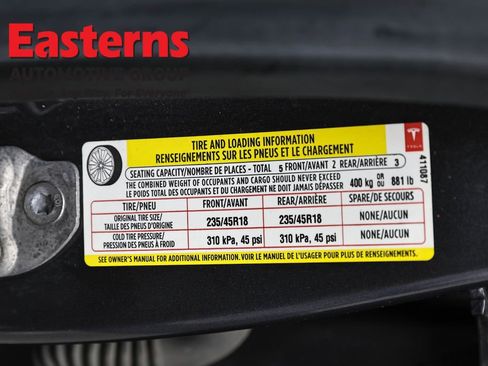 Easterns
AUTOMOTIVE GROUP
TIRE AND LOADING INFORMATION
RENSEIGNEMENTS SUR LES PNEUS ET LE CHARGEMENT
TESLA
SEATING CAPACITY/NOMBRE DE PLACES - TOTAL 5 FRONT/AVANT 2 REAR/ARRIÈRE 3
THE COMBINED WEIGHT OF OCCUPANTS AND CARGO SHOULD NEVER EXCEED
LE POIDS TOTAL DES OCCUPANTS ET DU CHARGEMENT NE DOIT JAMAIS DÉPASSER 400 kg OR OU 881 lb
411087
TIRE/PNEU FRONT/AVANT REAR/ARRIÈRE SPARE/DE SECOURS
ORIGINAL TIRE SIZE/
TAILLE DES PNEUS D'ORIGINE 235/45R18 235/45R18 NONE/AUCUN
COLD TIRE PRESSURE/
PRESSION DES PNEUS À FROID 310 kPa, 45 psi 310 kPa, 45 psi NONE/AUCUN
SEE OWNER'S MANUAL FOR ADDITIONAL INFORMATION. VOIR LE MANUEL DE L'USAGER POUR PLUS DE RENSEIGNEMENTS.